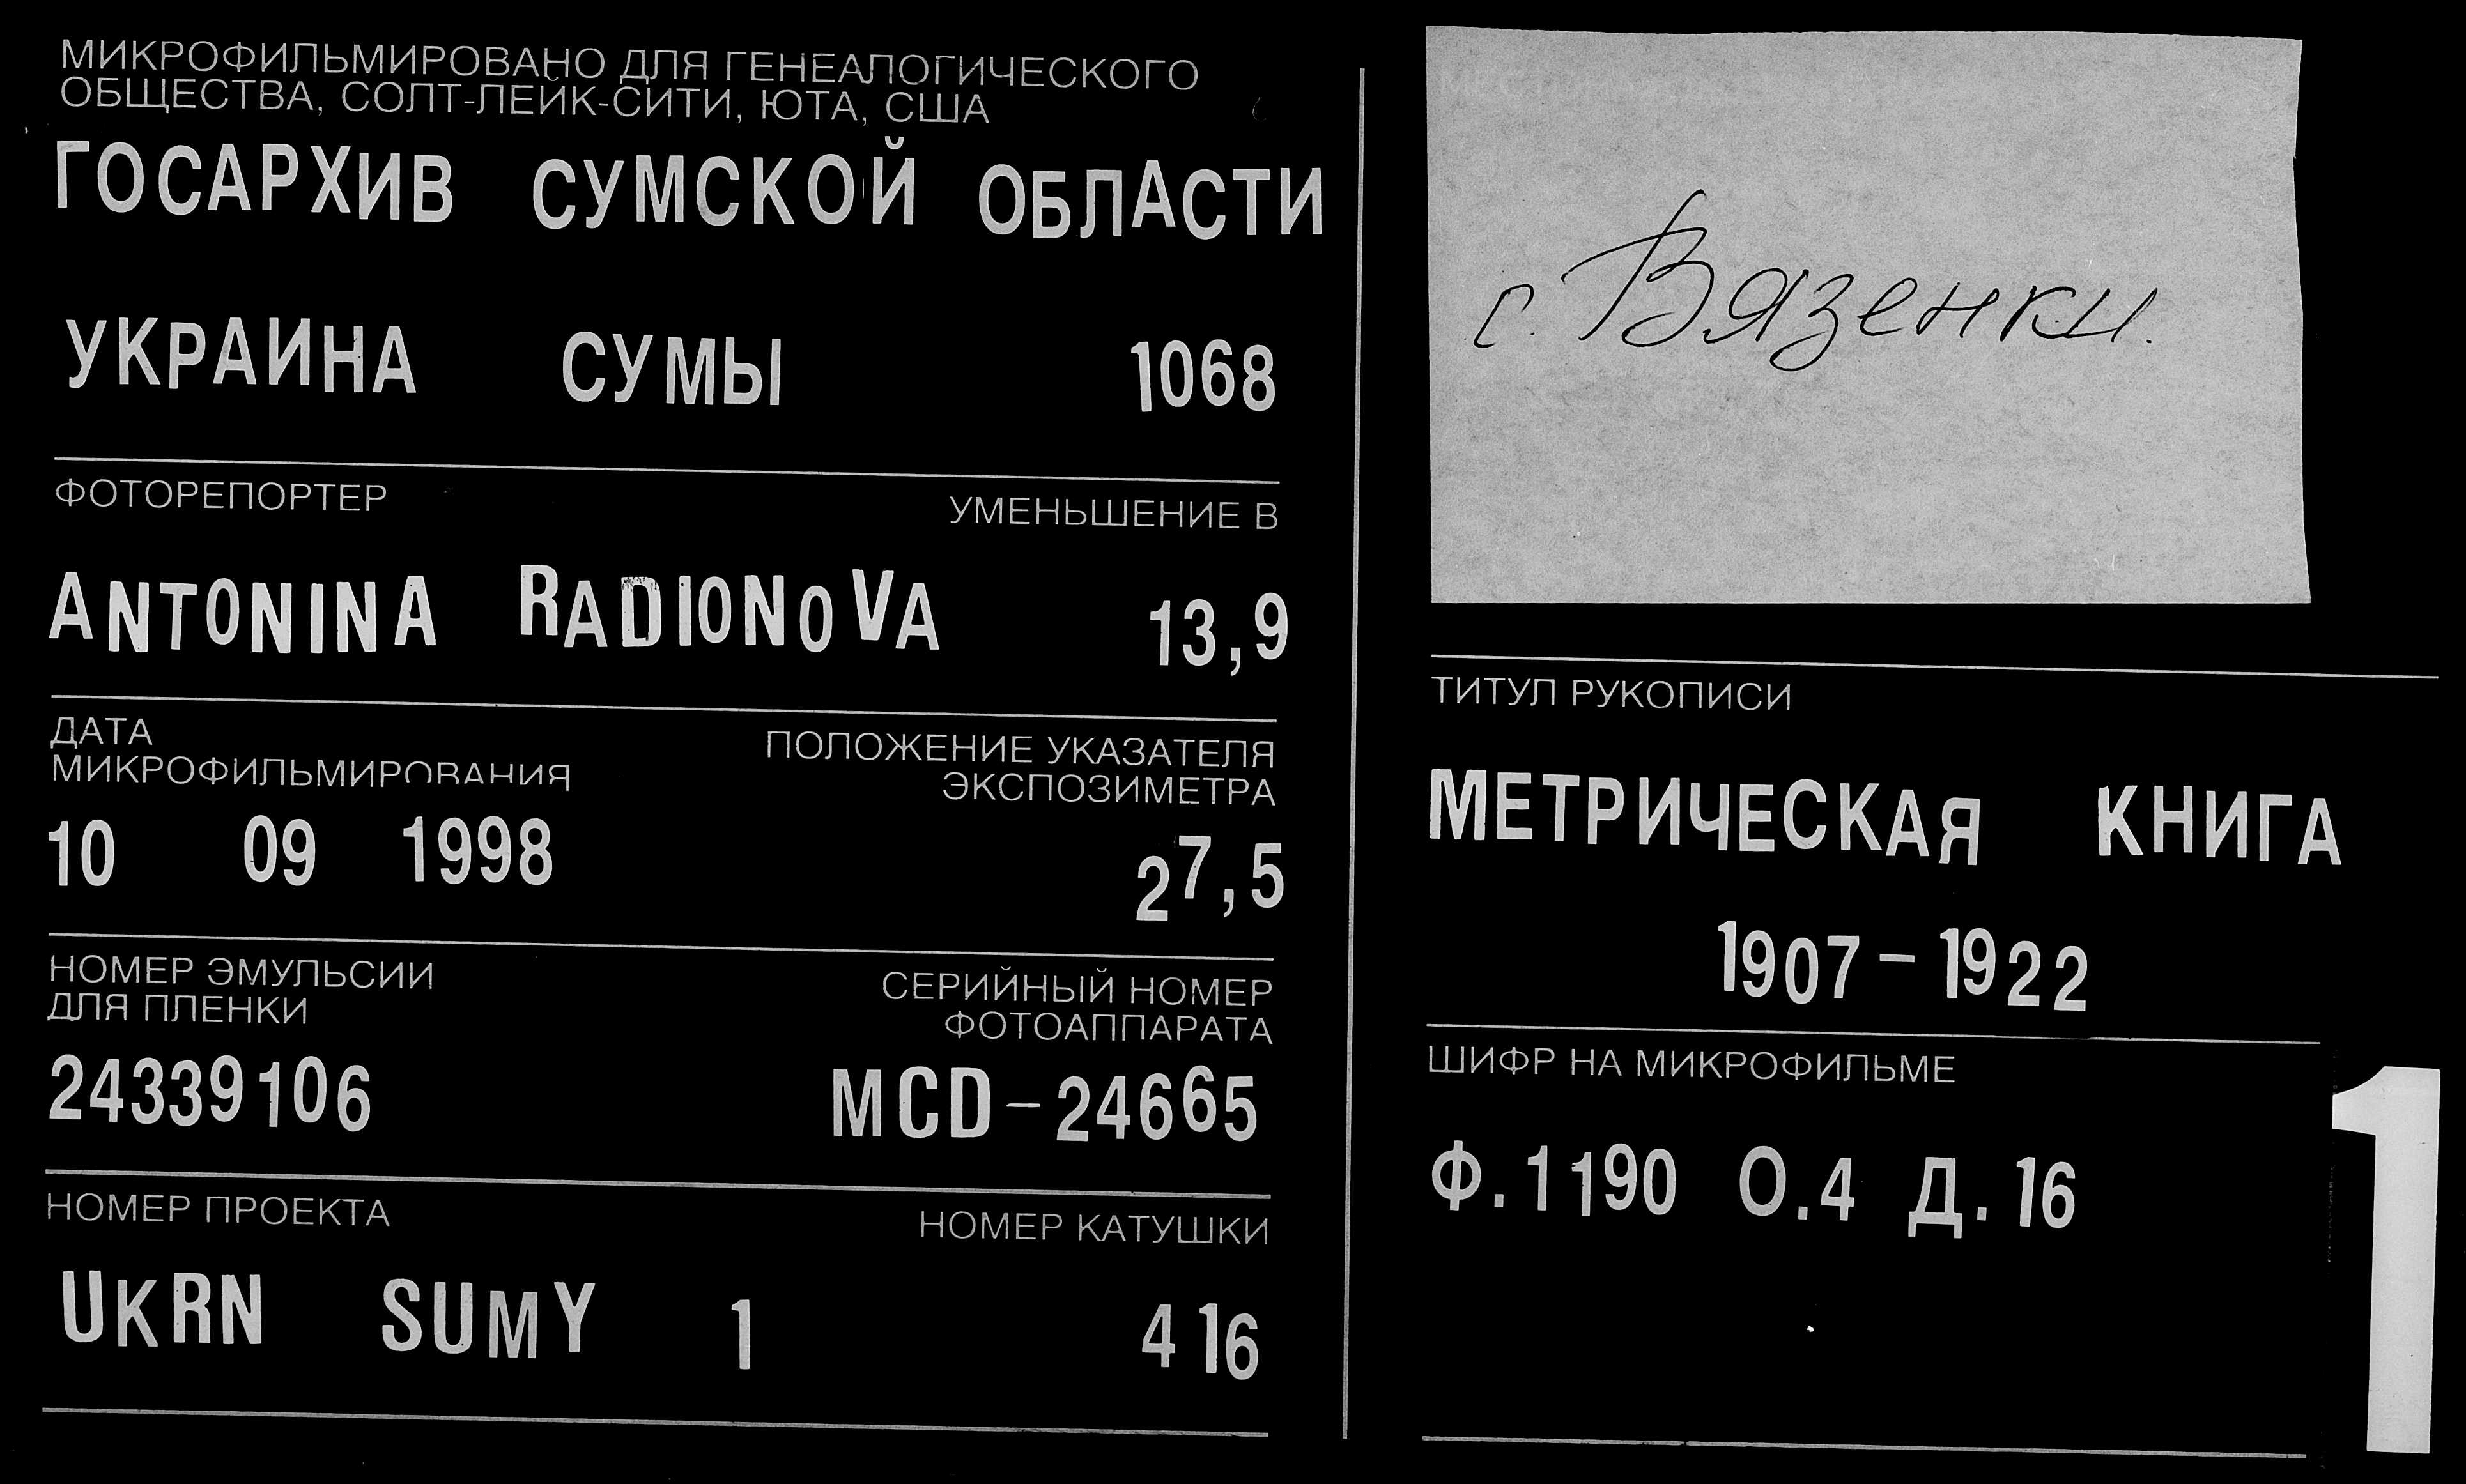 МИКРОФИЛЬМИРОВАНО ДЛЯ ГЕНЕАЛОГИЧЕСКОГО
ОБЩЕСТВА, СОЛТ-ЛЕЙК-СИТИ, ЮТА, США
ГОСАРХИВ СУМСКОЙ ОБЛАСТИ
УКРАИНА СУМЫ 1068
ФОТОРЕПОРТЕР УМЕНЬШЕНИЕ В
ANTONINA RADIONOVA 13,9
ДАТА
МИКРОФИЛЬМИРОВАНИЯ
ПОЛОЖЕНИЕ УКАЗАТЕЛЯ
ЭКСПОЗИМЕТРА
10 09 1998 27,5
НОМЕР ЭМУЛЬСИИ
ДЛЯ ПЛЕНКИ
СЕРИЙНЫЙ НОМЕР
ФОТОАППАРАТА
24339106 MCD-24665
НОМЕР ПРОЕКТА НОМЕР КАТУШКИ
UKRN SUMY 1 416
с. Вязенки.
ТИТУЛ РУКОПИСИ
МЕТРИЧЕСКАЯ КНИГА
1907-1922
ШИФР НА МИКРОФИЛЬМЕ
Ф.1190 О.4 Д.16
1